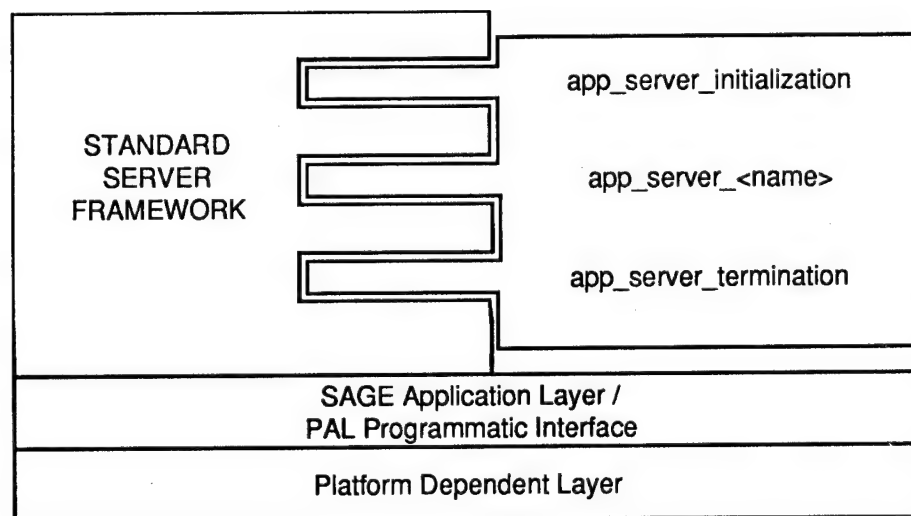 STANDARD
SERVER
FRAMEWORK
app_server_initialization
app_server_<name>
app_server_termination
SAGE Application Layer /
PAL Programmatic Interface
Platform Dependent Layer